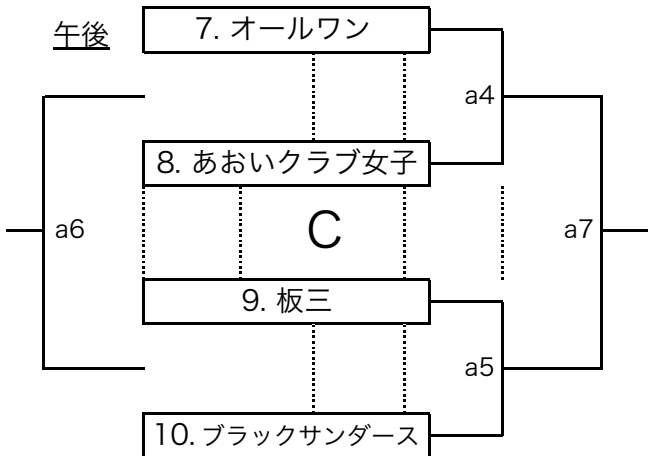 午後
7. オールワン
a4
8. あおいクラブ女子
a6
C
a7
9. 板三
a5
10. ブラックサンダース